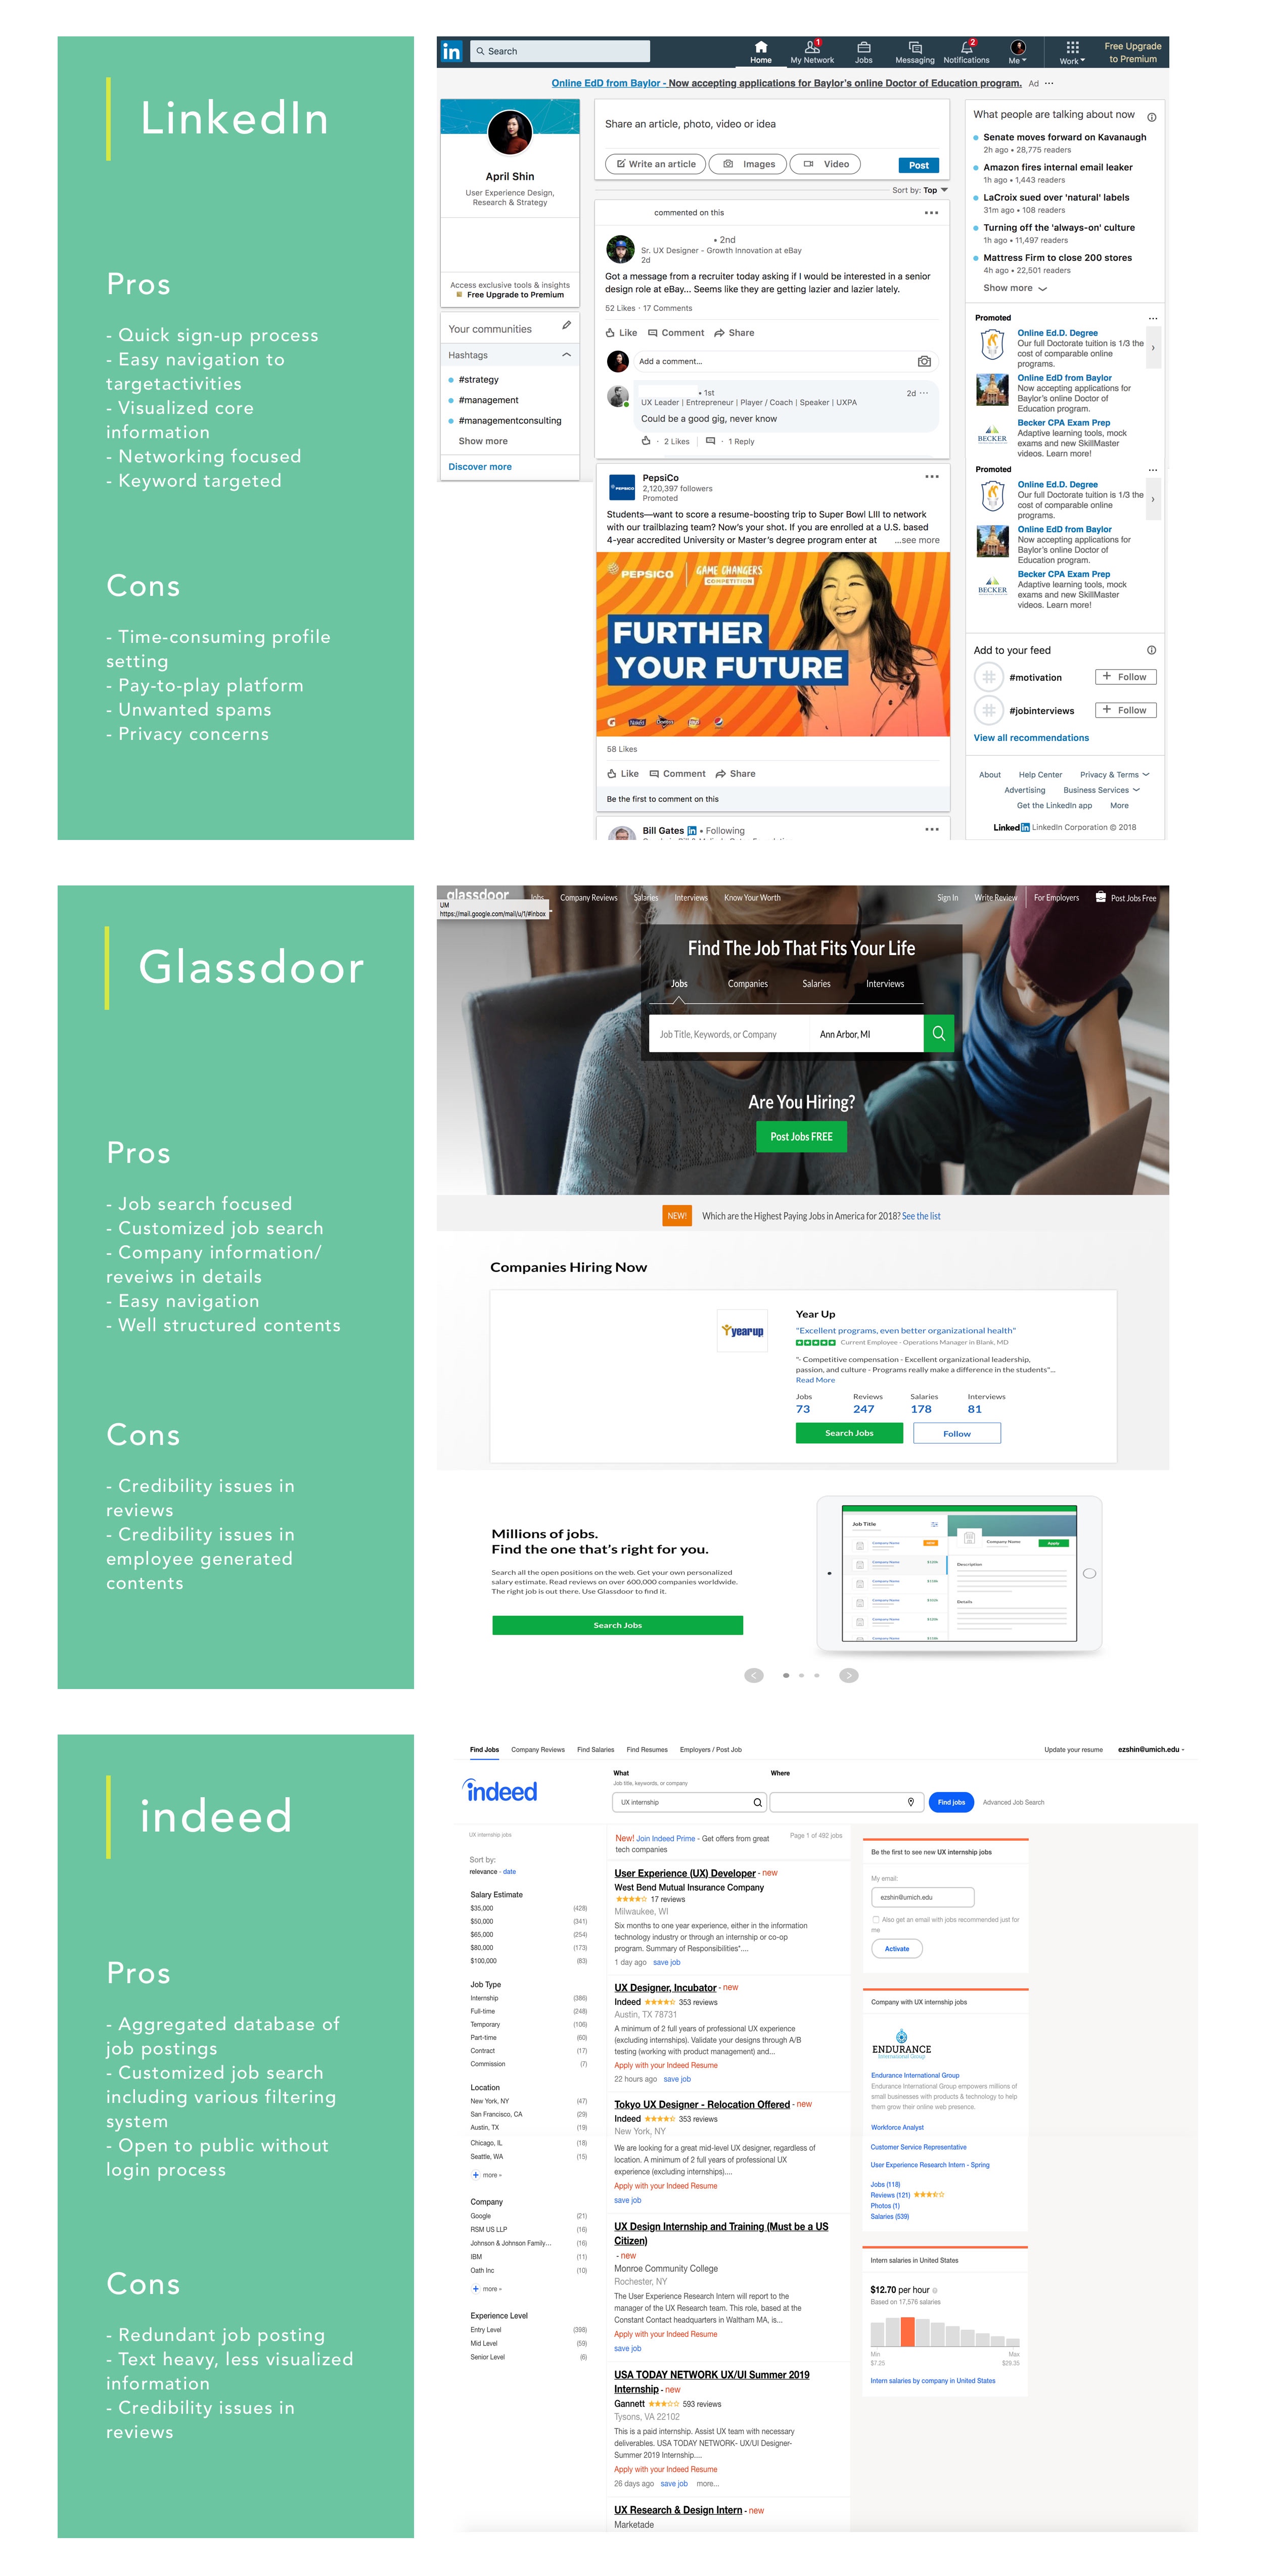 LinkedIn
Pros
- Quick sign-up process
- Easy navigation to
targetactivities
- Visualized core
information
- Networking focused
- Keyword targeted
Cons
- Time-consuming profile
setting
- Pay-to-play platform
- Unwanted spams
- Privacy concerns
in
Search
1
2
Home
My Network
Jobs
Messaging
Notifications
Me
Work
Free Upgrade
to Premium
Online EdD from Baylor - Now accepting applications for Baylor's online Doctor of Education program. Ad ...
April Shin
User Experience Design,
Research & Strategy
Access exclusive tools & insights
Free Upgrade to Premium
Your communities
Hashtags
#strategy
#management
#managementconsulting
Show more
Discover more
Share an article, photo, video or idea
Write an article
Images
Video
Post
Sort by: Top
commented on this
• 2nd
Sr. UX Designer - Growth Innovation at eBay
2d
Got a message from a recruiter today asking if I would be interested in a senior
design role at eBay... Seems like they are getting lazier and lazier lately.
52 Likes · 17 Comments
Like
Comment
Share
Add a comment...
• 1st
2d ...
UX Leader | Entrepreneur | Player / Coach | Speaker | UXPA
Could be a good gig, never know
· 2 Likes | · 1 Reply
PEPSICO
PepsiCo
2,120,397 followers
Promoted
Students—want to score a resume-boosting trip to Super Bowl LIII to network
with our trailblazing team? Now's your shot. If you are enrolled at a U.S. based
4-year accredited University or Master's degree program enter at ...see more
PEPSICO
GAME CHANGERS
COMPETITION
FURTHER
YOUR FUTURE
58 Likes
Like
Comment
Share
Be the first to comment on this
Bill Gates in • Following
What people are talking about now
Senate moves forward on Kavanaugh
2h ago • 28,775 readers
Amazon fires internal email leaker
1h ago • 1,443 readers
LaCroix sued over 'natural' labels
31m ago • 108 readers
Turning off the 'always-on' culture
1h ago • 11,497 readers
Mattress Firm to close 200 stores
4h ago • 22,501 readers
Show more
Promoted
Online Ed.D. Degree
Our full Doctorate tuition is 1/3 the
cost of comparable online
programs.
Online EdD from Baylor
Now accepting applications for
Baylor's online Doctor of
Education program.
BECKER
Becker CPA Exam Prep
Adaptive learning tools, mock
exams and new SkillMaster
videos. Learn more!
Promoted
Online Ed.D. Degree
Our full Doctorate tuition is 1/3 the
cost of comparable online
programs.
Online EdD from Baylor
Now accepting applications for
Baylor's online Doctor of
Education program.
BECKER
Becker CPA Exam Prep
Adaptive learning tools, mock
exams and new SkillMaster
videos. Learn more!
Add to your feed
#motivation
+ Follow
#jobinterviews
+ Follow
View all recommendations
About
Help Center
Privacy & Terms
Advertising
Business Services
Get the LinkedIn app
More
LinkedIn LinkedIn Corporation © 2018
Glassdoor
Pros
- Job search focused
- Customized job search
- Company information/
reveiws in details
- Easy navigation
- Well structured contents
Cons
- Credibility issues in
reviews
- Credibility issues in
employee generated
contents
glassdoor
Jobs
Company Reviews
Salaries
Interviews
Know Your Worth
Sign In
Write Review
For Employers
Post Jobs Free
UM
https://mail.google.com/mail/u/1/#inbox
Find The Job That Fits Your Life
Jobs
Companies
Salaries
Interviews
Job Title, Keywords, or Company
Ann Arbor, MI
Are You Hiring?
Post Jobs FREE
NEW!
Which are the Highest Paying Jobs in America for 2018? See the list
Companies Hiring Now
yearup
Year Up
"Excellent programs, even better organizational health"
Current Employee - Operations Manager in Blank, MD
"- Competitive compensation - Excellent organizational leadership,
passion, and culture - Programs really make a difference in the students"...
Read More
Jobs
Reviews
Salaries
Interviews
73
247
178
81
Search Jobs
Follow
Millions of jobs.
Find the one that's right for you.
Search all the open positions on the web. Get your own personalized
salary estimate. Read reviews on over 600,000 companies worldwide.
The right job is out there. Use Glassdoor to find it.
Search Jobs
Job Title
Company Name
Company Name
Company Name
Company Name
Company Name
Company Name
Company Name
Apply
Description
Details
indeed
Pros
- Aggregated database of
job postings
- Customized job search
including various filtering
system
- Open to public without
login process
Cons
- Redundant job posting
- Text heavy, less visualized
information
- Credibility issues in
reviews
Find Jobs
Company Reviews
Find Salaries
Find Resumes
Employers / Post Job
Update your resume
ezshin@umich.edu
indeed
What
Job title, keywords, or company
UX internship
Where
Find jobs
Advanced Job Search
UX internship jobs
Sort by:
relevance - date
Salary Estimate
$35,000 (428)
$50,000 (341)
$65,000 (254)
$80,000 (173)
$100,000 (83)
Job Type
Internship (386)
Full-time (248)
Temporary (106)
Part-time (60)
Contract (17)
Commission (7)
Location
New York, NY (47)
San Francisco, CA (29)
Austin, TX (19)
Chicago, IL (18)
Seattle, WA (15)
+ more »
Company
Google (21)
RSM US LLP (16)
Johnson & Johnson Family... (16)
IBM (11)
Oath Inc (10)
+ more »
Experience Level
Entry Level (398)
Mid Level (59)
Senior Level (6)
New! Join Indeed Prime - Get offers from great
tech companies
Page 1 of 492 jobs
User Experience (UX) Developer - new
West Bend Mutual Insurance Company
17 reviews
Milwaukee, WI
Six months to one year experience, either in the information
technology industry or through an internship or co-op
program. Summary of Responsibilities*....
1 day ago save job
UX Designer, Incubator - new
Indeed 353 reviews
Austin, TX 78731
A minimum of 2 full years of professional UX experience
(excluding internships). Validate your designs through A/B
testing (working with product management) and...
Apply with your Indeed Resume
22 hours ago save job
Tokyo UX Designer - Relocation Offered - new
Indeed 353 reviews
New York, NY
We are looking for a great mid-level UX designer, regardless of
location. A minimum of 2 full years of professional UX
experience (excluding internships)....
Apply with your Indeed Resume
save job
UX Design Internship and Training (Must be a US
Citizen)
- new
Monroe Community College
Rochester, NY
The User Experience Research Intern will report to the
manager of the UX Research team. This role, based at the
Constant Contact headquarters in Waltham MA, is...
Apply with your Indeed Resume
save job
USA TODAY NETWORK UX/UI Summer 2019
Internship - new
Gannett 593 reviews
Tysons, VA 22102
This is a paid internship. Assist UX team with necessary
deliverables. USA TODAY NETWORK- UX/UI Designer-
Summer 2019 Internship....
Apply with your Indeed Resume
26 days ago save job more...
UX Research & Design Intern - new
Marketade
Be the first to see new UX internship jobs
My email:
ezshin@umich.edu
Also get an email with jobs recommended just for
me
Activate
Company with UX internship jobs
ENDURANCE
International Group
Endurance International Group
Endurance International Group empowers millions of
small businesses with products & technology to help
them grow their online web presence.
Workforce Analyst
Customer Service Representative
User Experience Research Intern - Spring
Jobs (118)
Reviews (121)
Photos (1)
Salaries (539)
Intern salaries in United States
$12.70 per hour
Based on 17,576 salaries
Min
Max
$7.25
$29.35
Intern salaries by company in United States